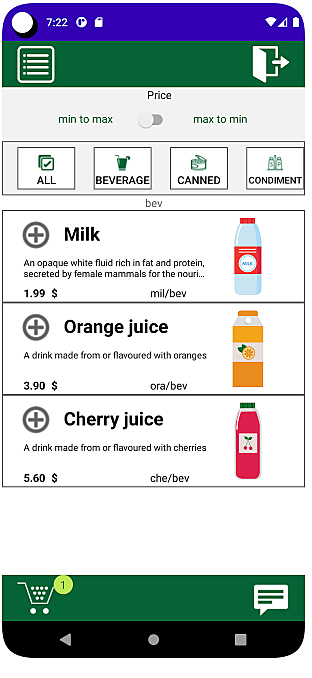 7:22
Price
min to max
max to min
ALL
BEVERAGE
CANNED
CONDIMENT
bev
Milk
An opaque white fluid rich in fat and protein,
secreted by female mammals for the nouri...
1.99 $
mil/bev
MILK
Orange juice
A drink made from or flavoured with oranges
3.90 $
ora/bev
Cherry juice
A drink made from or flavoured with cherries
5.60 $
che/bev
1